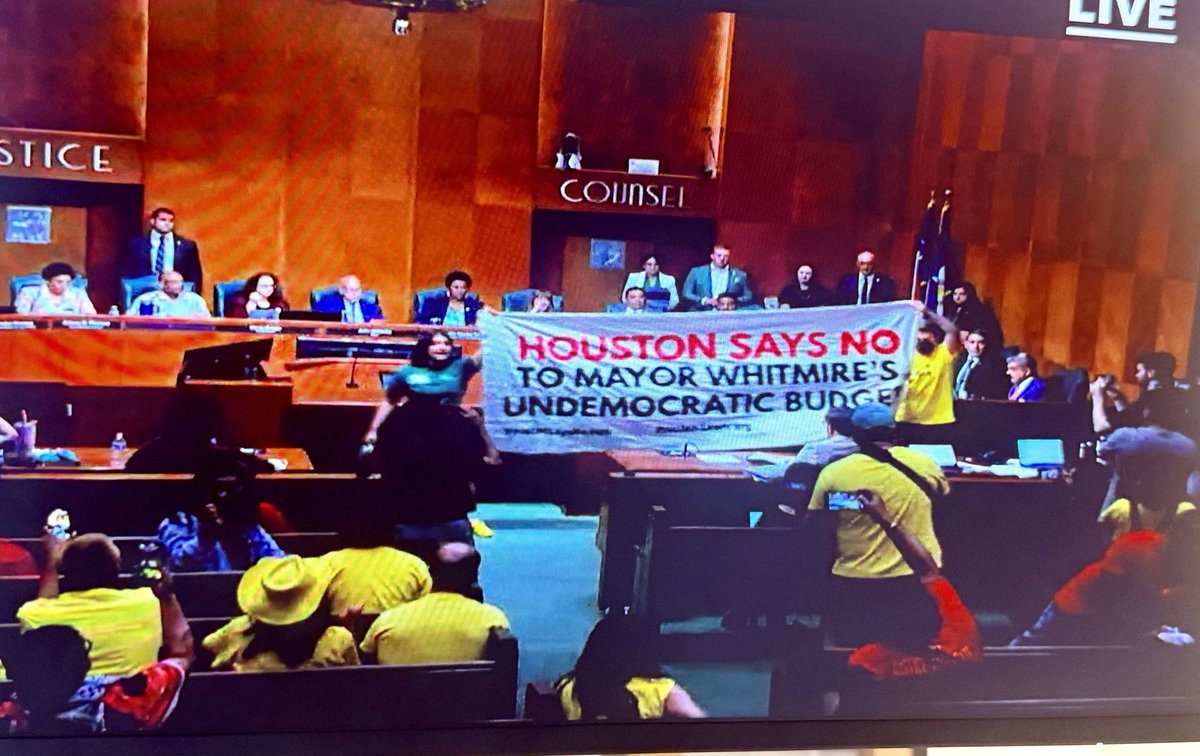 LIVE
STICE
COUNSEL
HOUSTON SAYS NO
TO MAYOR WHITMIRE'S
UNDEMOCRATIC BUDGE